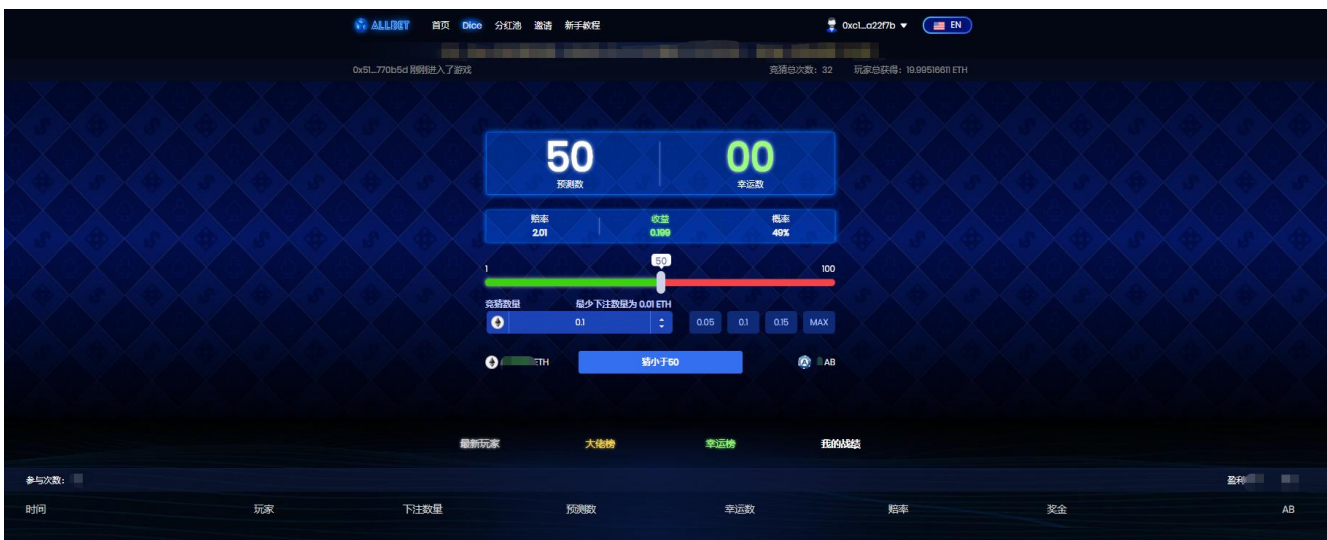 ALLBET 首页 Dice 分红池 邀请 新手教程 0xc1...a22f7b EN
0x51...770b5d 刚刚进入了游戏 竞猜总次数: 32 玩家总获得: 19.99516611 ETH
50 00
预测数 幸运数
赔率 收益 概率
2.01 0.199 49%
50
1 100
竞猜数量 最少下注数量为 0.01 ETH
0.1 0.05 0.1 0.15 MAX
ETH 猜小于50 AB
最新玩家 大佬榜 幸运榜 我的战绩
参与次数: 盈利
时间 玩家 下注数量 预测数 幸运数 赔率 奖金 AB